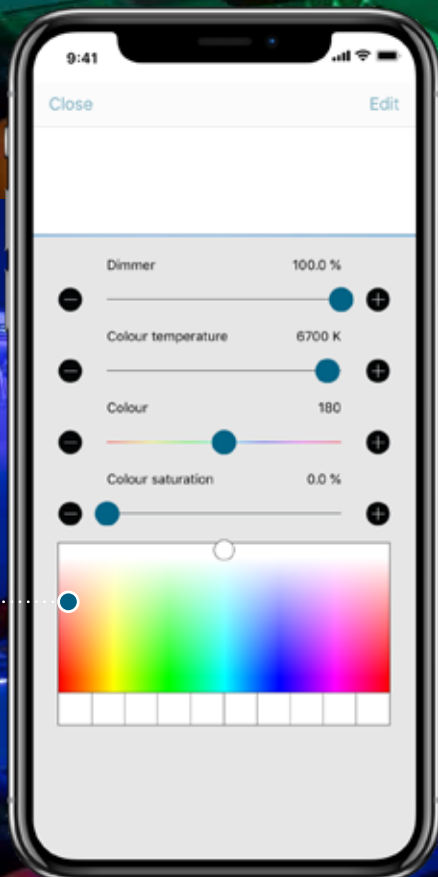 9:41
Close Edit
Dimmer 100.0 %
Colour temperature 6700 K
Colour 180
Colour saturation 0.0 %